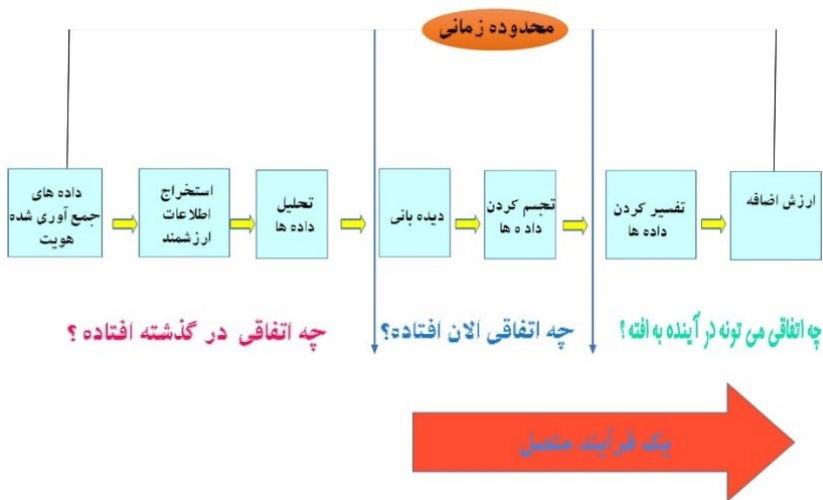 محدوده زمانی
داده های
جمع آوری شده
هویت
استخراج
اطلاعات
ارزشمند
تحلیل
داده ها
دیده بانی
تجسم کردن
داد ه ها
تفسیر کردن
داده ها
ارزش اضافه
چه اتفاقی در گذشته افتاده ؟
چه اتفاقی الان افتاده؟
چه اتفاقی می تونه در آینده به افته ؟
یک فرآیند متصل